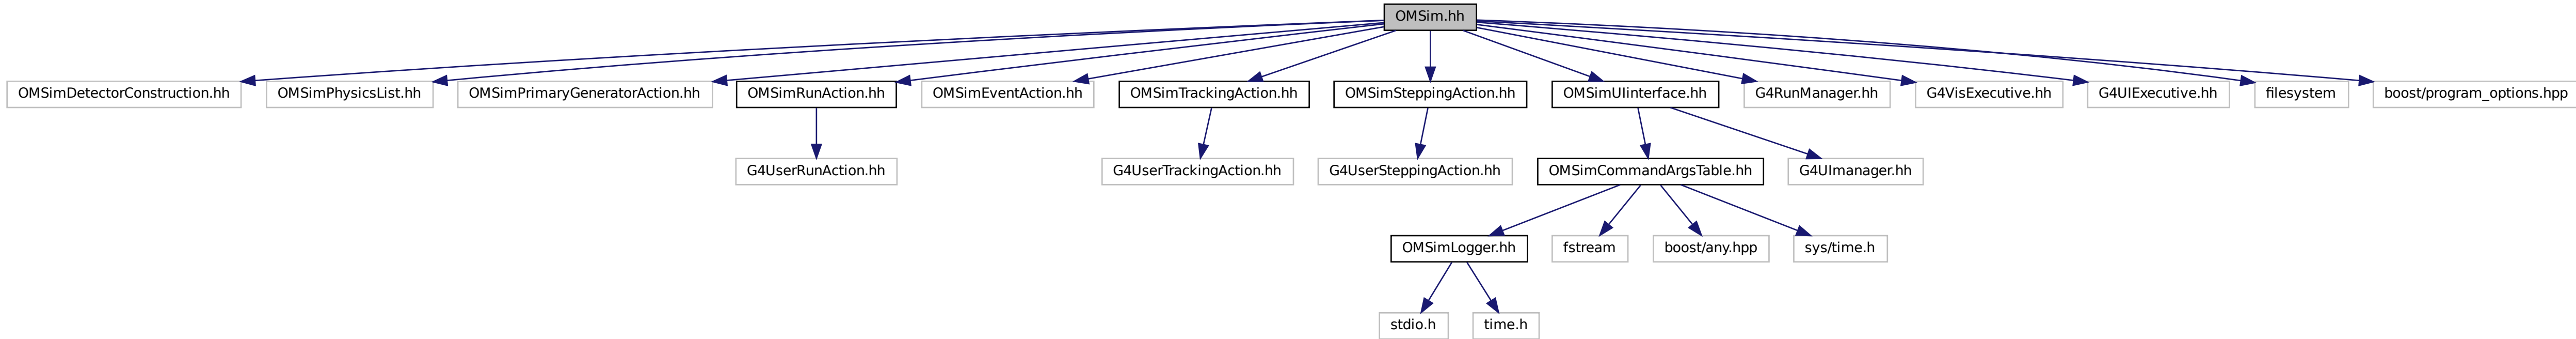 OMSim.hh
OMSimDetectorConstruction.hh
OMSimPhysicsList.hh
OMSimPrimaryGeneratorAction.hh
OMSimRunAction.hh
OMSimEventAction.hh
OMSimTrackingAction.hh
OMSimSteppingAction.hh
OMSimUIinterface.hh
G4RunManager.hh
G4VisExecutive.hh
G4UIExecutive.hh
filesystem
boost/program_options.hpp
G4UserRunAction.hh
G4UserTrackingAction.hh
G4UserSteppingAction.hh
OMSimCommandArgsTable.hh
G4UImanager.hh
OMSimLogger.hh
fstream
boost/any.hpp
sys/time.h
stdio.h
time.h